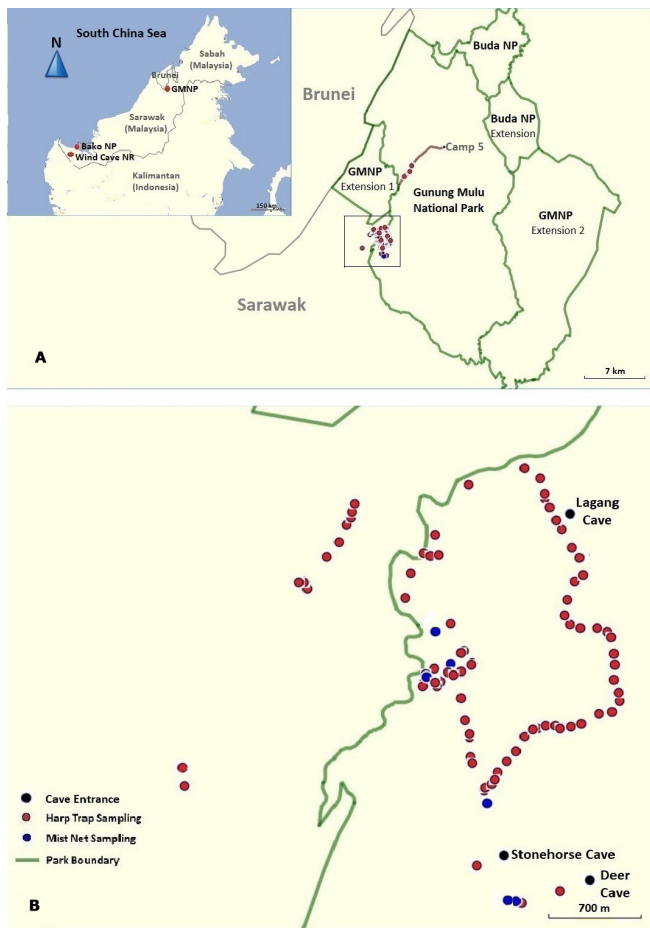 South China Sea
N
Sabah
(Malaysia)
Brunei
GMNP
Sarawak
(Malaysia)
Bako NP
Wind Cave NR
Kalimantan
(Indonesia)
150 km
Buda NP
Brunei
Buda NP
Extension
Camp 5
GMNP
Extension 1
Gunung Mulu
National Park
GMNP
Extension 2
Sarawak
A
7 km
Lagang
Cave
Cave Entrance
Harp Trap Sampling
Mist Net Sampling
Park Boundary
Stonehorse Cave
Deer
Cave
700 m
B